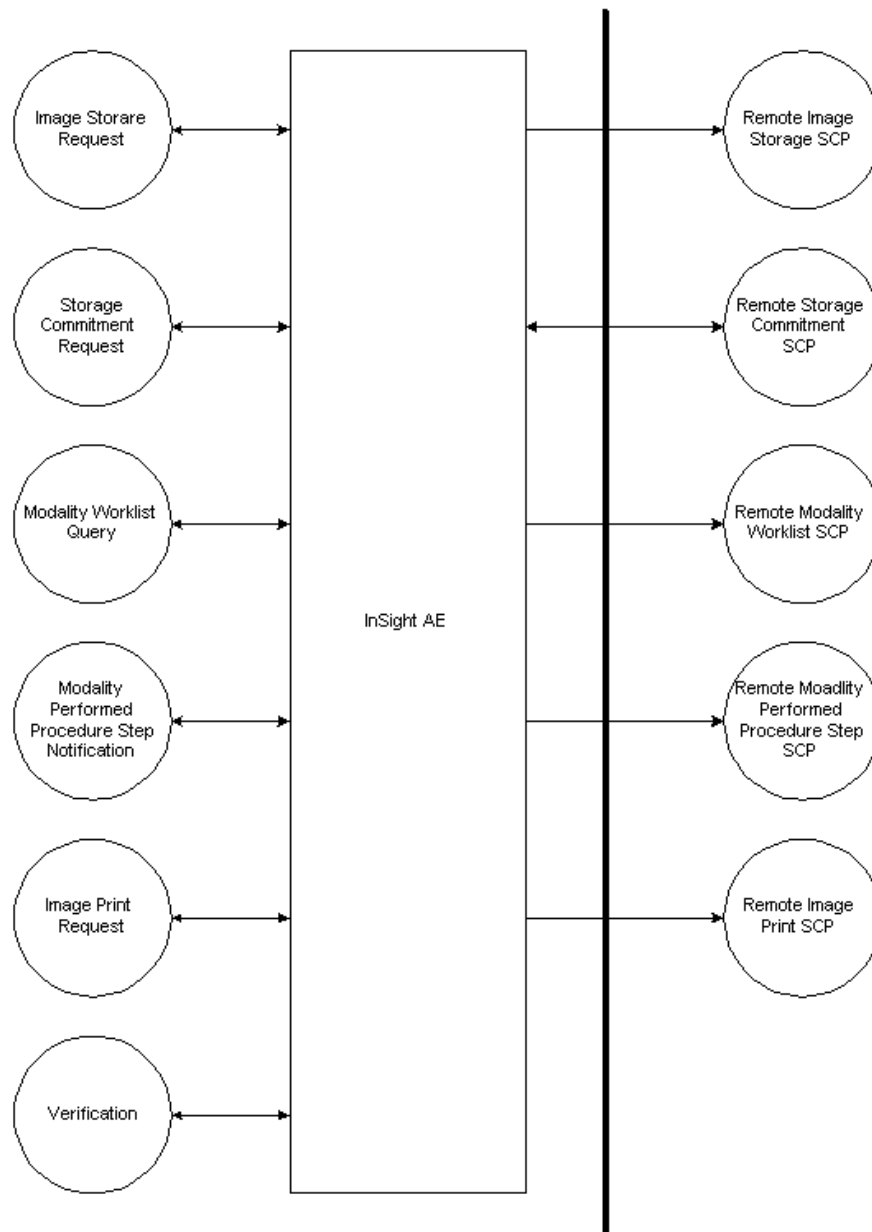 Image Storare
Request
Remote Image
Storage SCP
Storage
Commitment
Request
Remote Storage
Commitment
SCP
Modality Worklist
Query
Remote Modality
Worklist SCP
InSight AE
Modality
Performed
Procedure Step
Notification
Remote Moadlity
Performed
Procedure Step
SCP
Image Print
Request
Remote Image
Print SCP
Verification